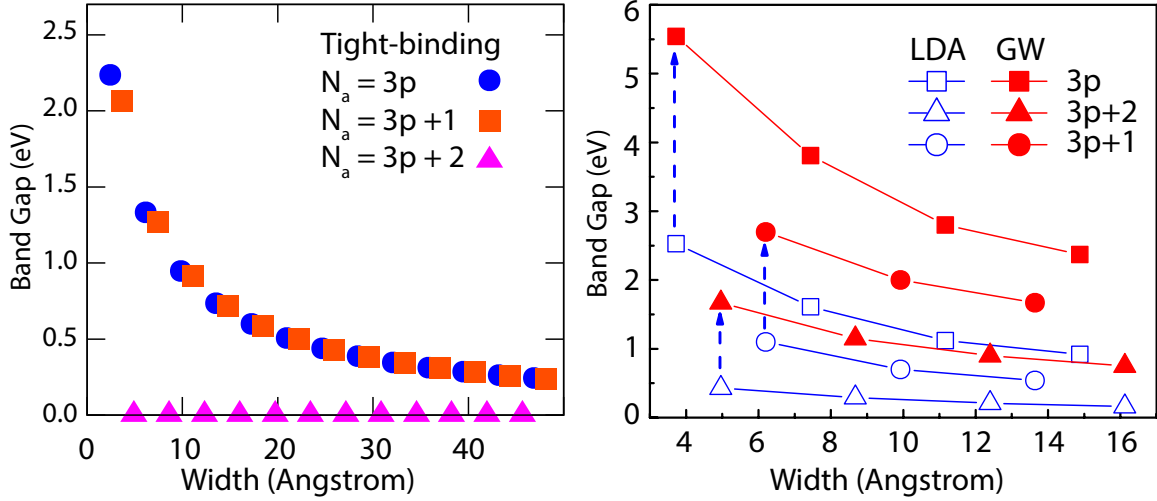 2.5
2.0
1.5
1.0
0.5
0.0
Band Gap (eV)
Tight-binding
N_a = 3p
N_a = 3p +1
N_a = 3p + 2
0 10 20 30 40
Width (Angstrom)
6
5
4
3
2
1
0
Band Gap (eV)
LDA GW
3p
3p+2
3p+1
4 6 8 10 12 14 16
Width (Angstrom)